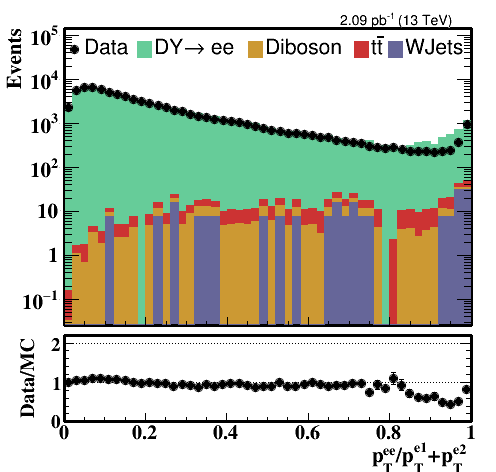 2.09 pb⁻¹ (13 TeV)
Data DY→ ee Diboson tt̄ WJets
Events
10⁵
10⁴
10³
10²
10
1
10⁻¹
Data/MC
2
1
0
0 0.2 0.4 0.6 0.8 1
p_T^ee/p_T^e1+p_T^e2